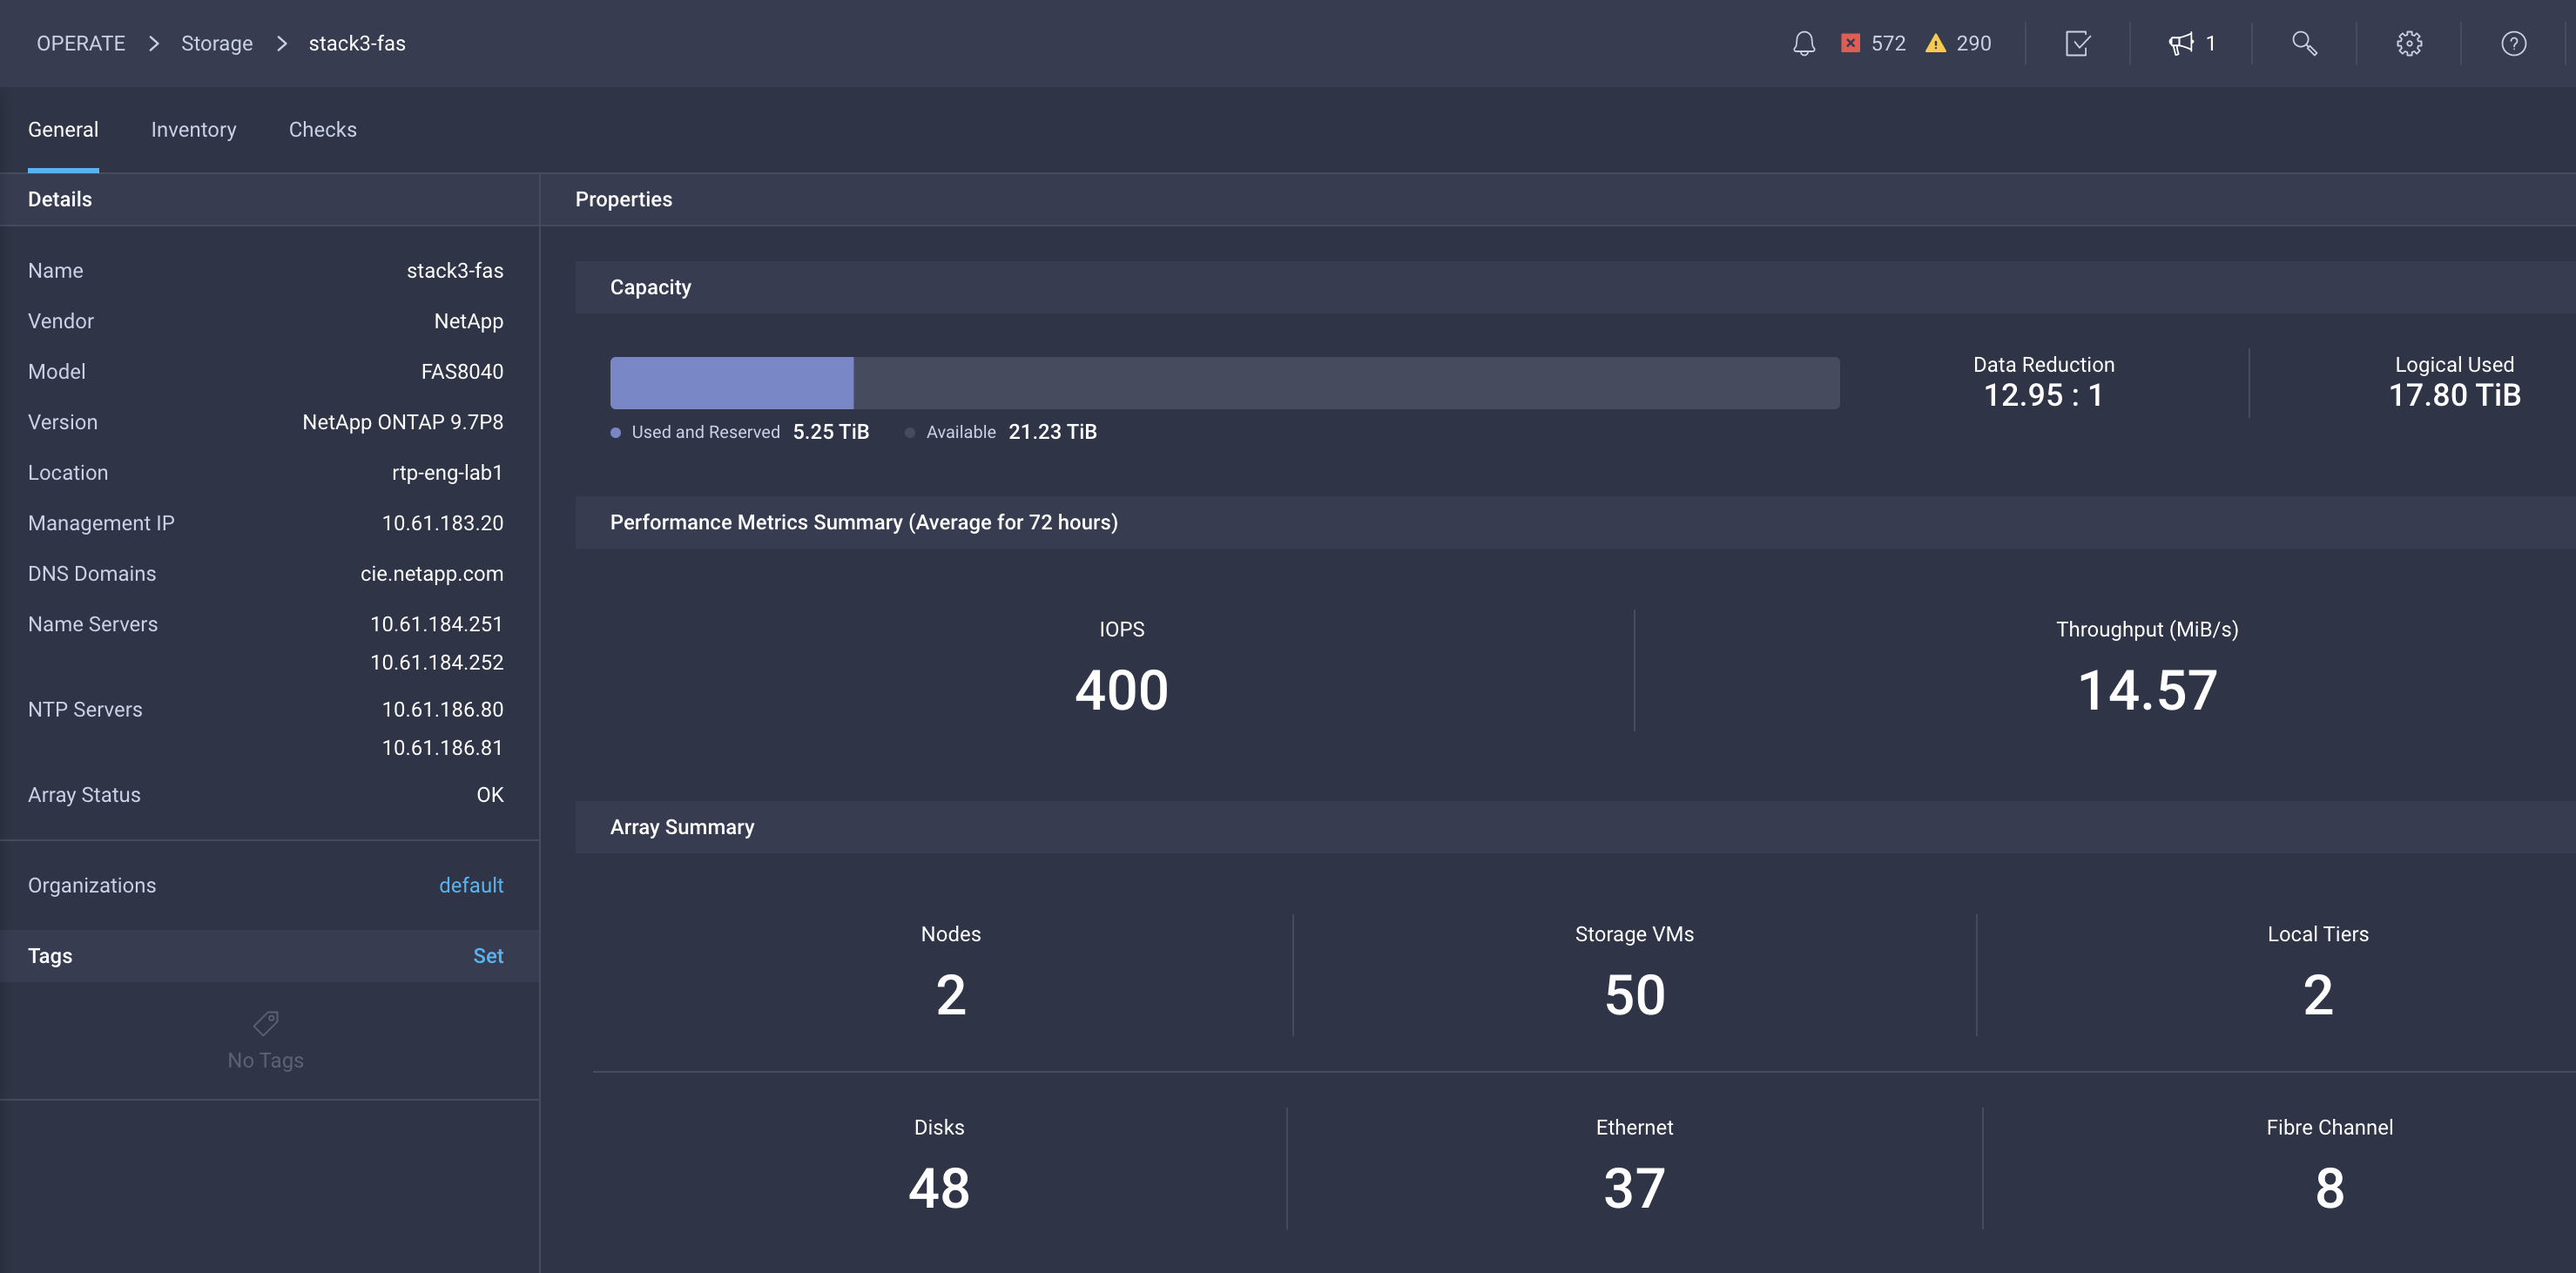 OPERATE > Storage > stack3-fas
572 290
1
General Inventory Checks
Details
Name stack3-fas
Vendor NetApp
Model FAS8040
Version NetApp ONTAP 9.7P8
Location rtp-eng-lab1
Management IP 10.61.183.20
DNS Domains cie.netapp.com
Name Servers 10.61.184.251
10.61.184.252
NTP Servers 10.61.186.80
10.61.186.81
Array Status OK
Organizations default
Tags Set
No Tags
Properties
Capacity
Used and Reserved 5.25 TiB Available 21.23 TiB
Data Reduction
12.95 : 1
Logical Used
17.80 TiB
Performance Metrics Summary (Average for 72 hours)
IOPS
400
Throughput (MiB/s)
14.57
Array Summary
Nodes
2
Storage VMs
50
Local Tiers
2
Disks
48
Ethernet
37
Fibre Channel
8